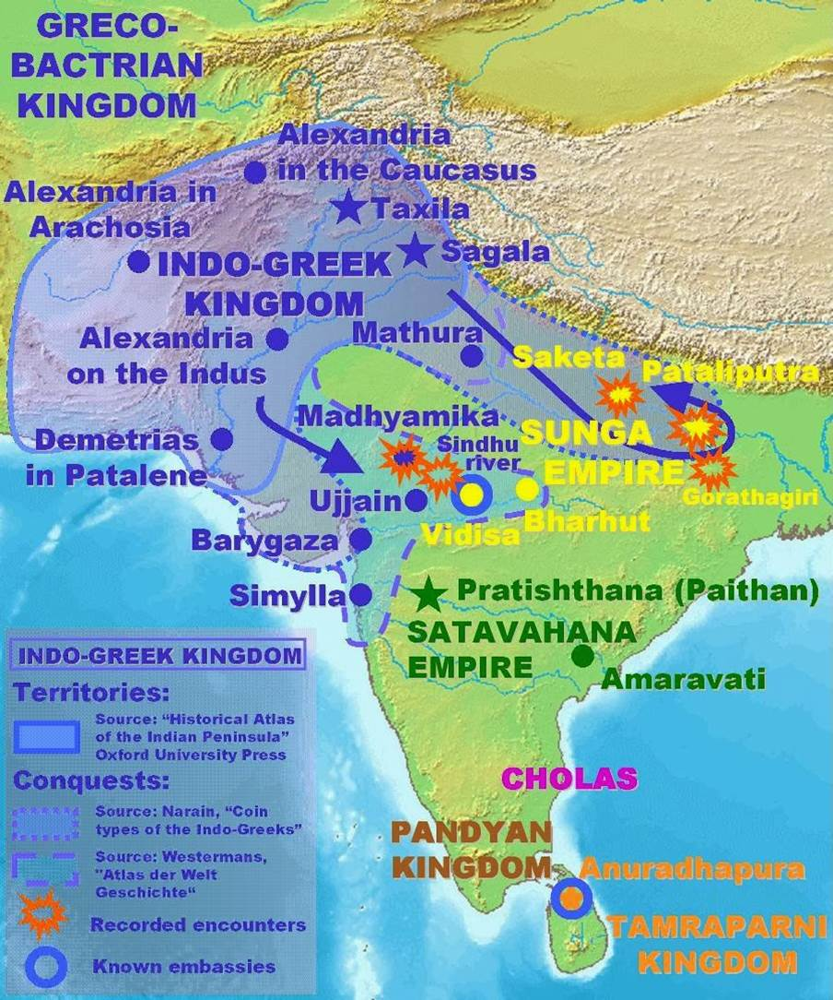 GRECO-
BACTRIAN
KINGDOM
Alexandria
in the Caucasus
Alexandria in
Arachosia
Taxila
Sagala
INDO-GREEK
KINGDOM
Alexandria
on the Indus
Mathura
Saketa
Pataliputra
Madhyamika
Demetrias
in Patalene
Sindhu
river
SUNGA
EMPIRE
Gorathagiri
Ujjain
Vidisa
Bharhut
Barygaza
Simylla
Pratishthana (Paithan)
SATAVAHANA
EMPIRE
Amaravati
CHOLAS
PANDYAN
KINGDOM
Anuradhapura
TAMRAPARNI
KINGDOM
INDO-GREEK KINGDOM
Territories:
Source: “Historical Atlas
of the Indian Peninsula”
Oxford University Press
Conquests:
Source: Narain, “Coin
types of the Indo-Greeks”
Source: Westermans,
"Atlas der Welt
Geschichte“
Recorded encounters
Known embassies